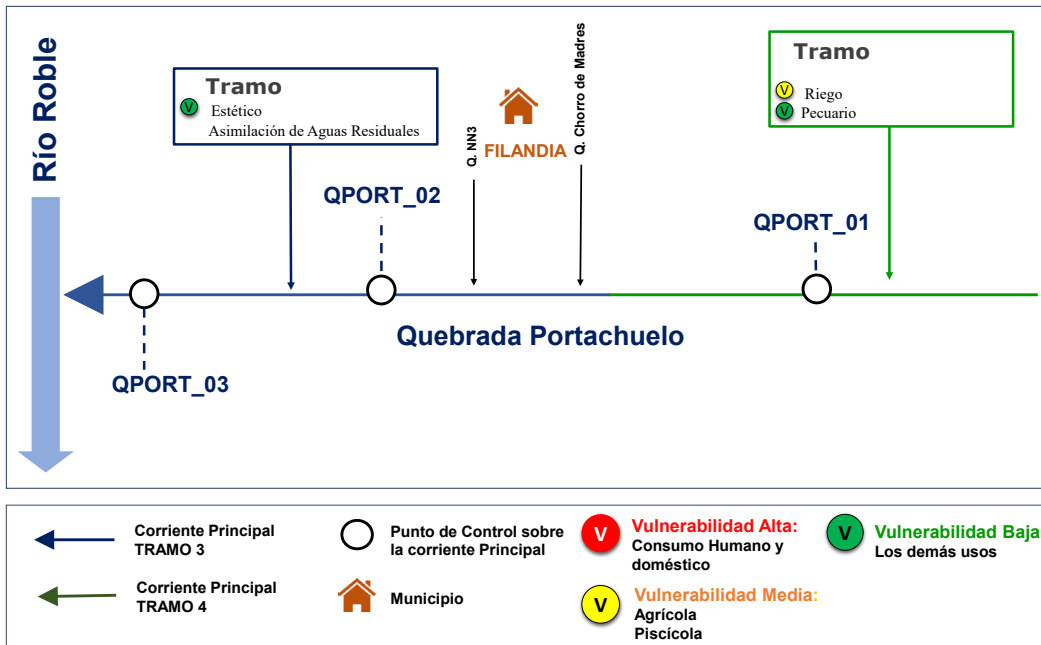 Río Roble
Tramo
V
Estético
Asimilación de Aguas Residuales
Q. NN3
FILANDIA
Q. Chorro de Madres
Tramo
V
Riego
V
Pecuario
QPORT_02
QPORT_01
Quebrada Portachuelo
QPORT_03
Corriente Principal
TRAMO 3
Corriente Principal
TRAMO 4
Punto de Control sobre
la corriente Principal
Municipio
V
Vulnerabilidad Alta:
Consumo Humano y
doméstico
V
Vulnerabilidad Media:
Agrícola
Piscícola
V
Vulnerabilidad Baja
Los demás usos